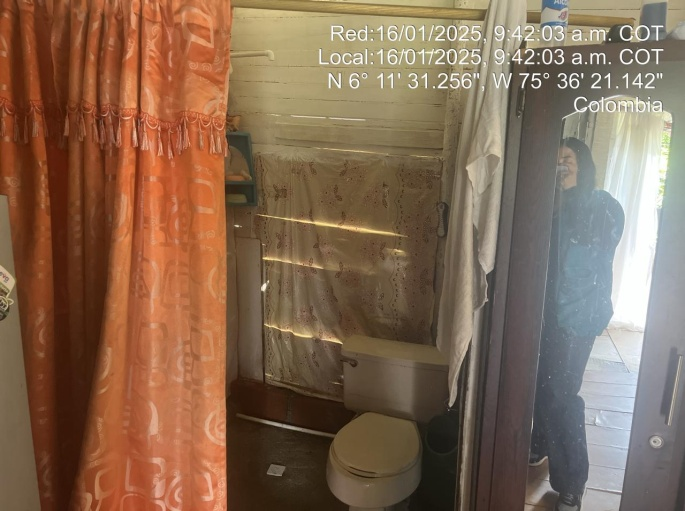 Red:16/01/2025, 9:42:03 a.m. COT
Local:16/01/2025, 9:42:03 a.m. COT
N 6° 11' 31.256", W 75° 36' 21.142"
Colombia